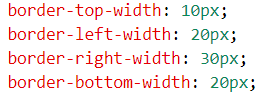 border-top-width: 10px;
border-left-width: 20px;
border-right-width: 30px;
border-bottom-width: 20px;